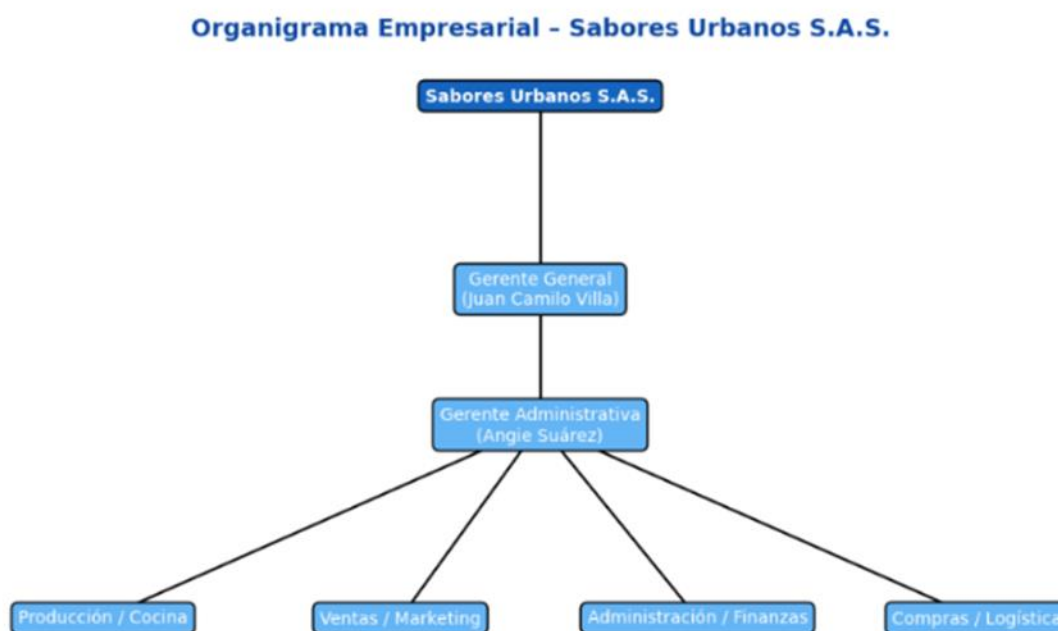 Organigrama Empresarial – Sabores Urbanos S.A.S.
Sabores Urbanos S.A.S.
Gerente General
(Juan Camilo Villa)
Gerente Administrativa
(Angie Suárez)
Producción / Cocina
Ventas / Marketing
Administración / Finanzas
Compras / Logística